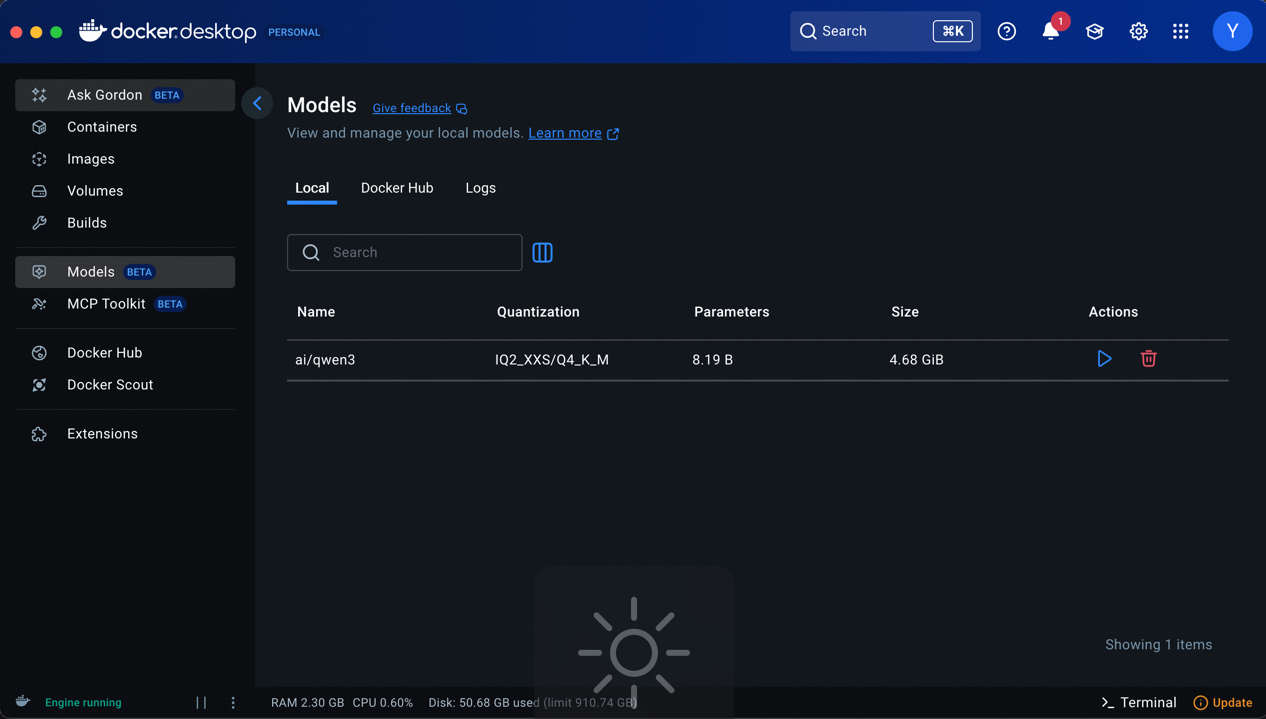 docker desktop PERSONAL
Search ⌘K
1
Y
Ask Gordon BETA
Containers
Images
Volumes
Builds
Models BETA
MCP Toolkit BETA
Docker Hub
Docker Scout
Extensions
Models Give feedback
View and manage your local models. Learn more
Local Docker Hub Logs
Search
Name Quantization Parameters Size Actions
ai/qwen3 IQ2_XXS/Q4_K_M 8.19 B 4.68 GiB
Showing 1 items
Engine running RAM 2.30 GB CPU 0.60% Disk: 50.68 GB used (limit 910.74 GB) Terminal Update